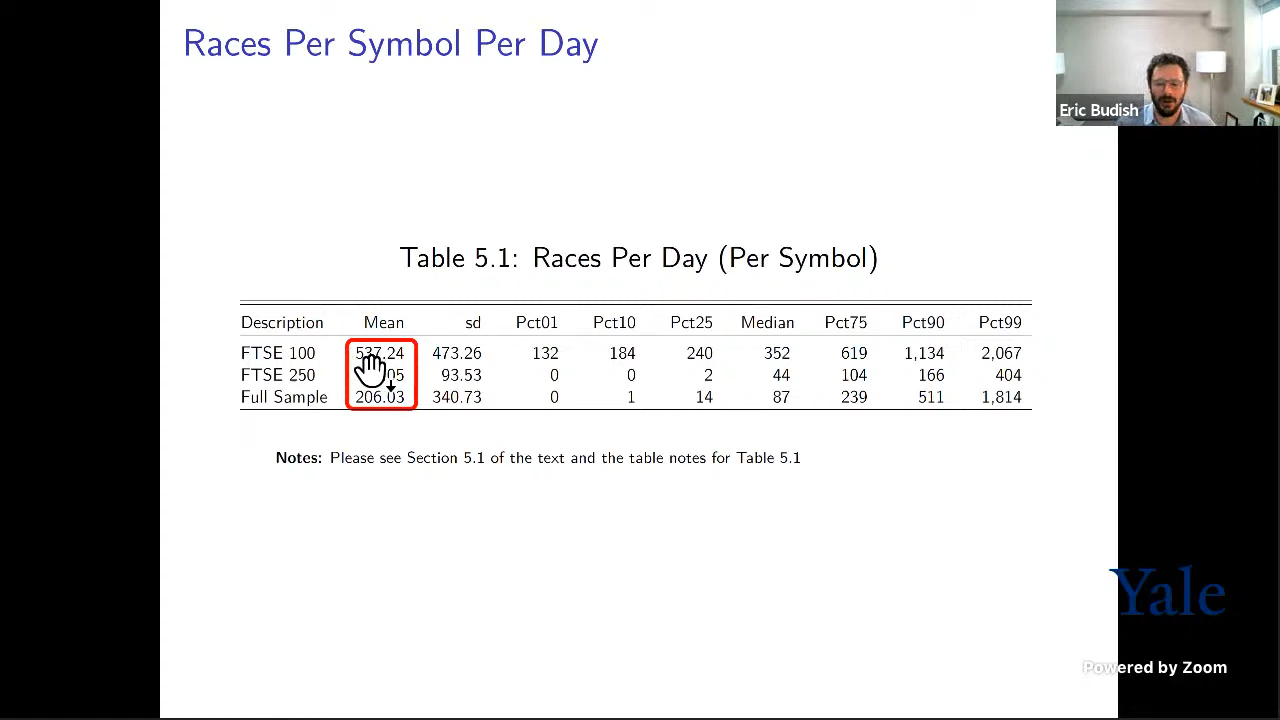 Races Per Symbol Per Day
Eric Budish
Table 5.1: Races Per Day (Per Symbol)
Description Mean sd Pct01 Pct10 Pct25 Median Pct75 Pct90 Pct99
FTSE 100 537.24 473.26 132 184 240 352 619 1,134 2,067
FTSE 250 93.53 0 0 2 44 104 166 404
Full Sample 206.03 340.73 0 1 14 87 239 511 1,814
Notes: Please see Section 5.1 of the text and the table notes for Table 5.1
Yale
Powered by Zoom